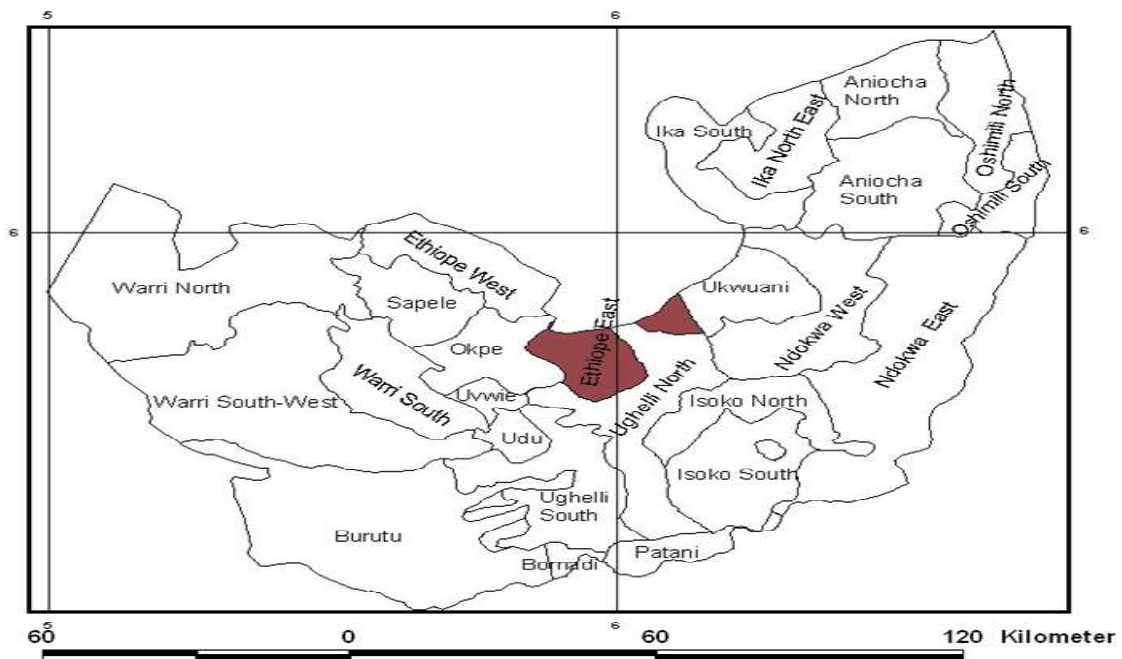 5 6
Aniocha
North
Oshimili North
Ika South
Ika North East
Aniocha
South
Oshimili South
6 6
Ethiope West
Warri North
Sapele
Ukwuani
Ethiope East
Ndokwa West
Ndokwa East
Okpe
Ughelli North
Warri South-West
Warri South
Uvwie
Isoko North
Udu
Isoko South
Ughelli
South
Burutu
Patani
Bomadi
5 6
60 0 60 120 Kilometer